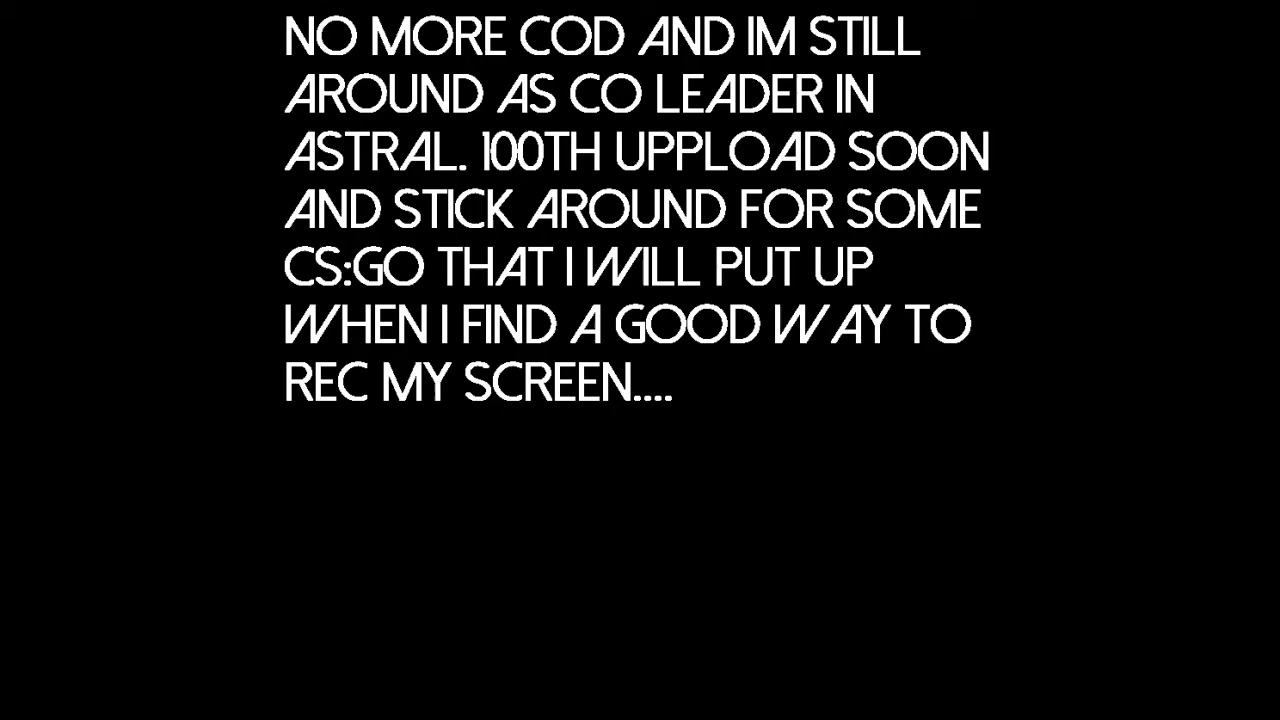 NO MORE COD AND IM STILL
AROUND AS CO LEADER IN
ASTRAL. 100TH UPPLOAD SOON
AND STICK AROUND FOR SOME
CS:GO THAT I WILL PUT UP
WHEN I FIND A GOOD WAY TO
REC MY SCREEN....